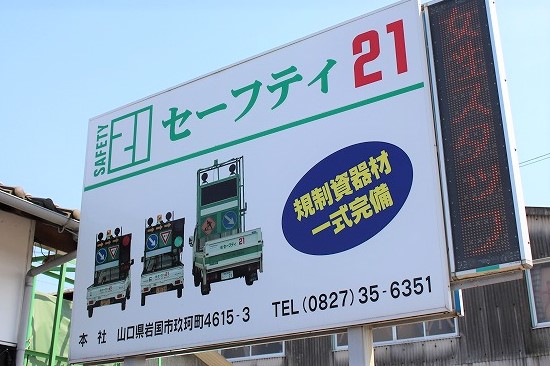 SAFETY
セーフティ21
規制資器材
一式完備
セーフティ 21
本 社 山口県岩国市玖珂町4615-3 TEL (0827) 35-6351